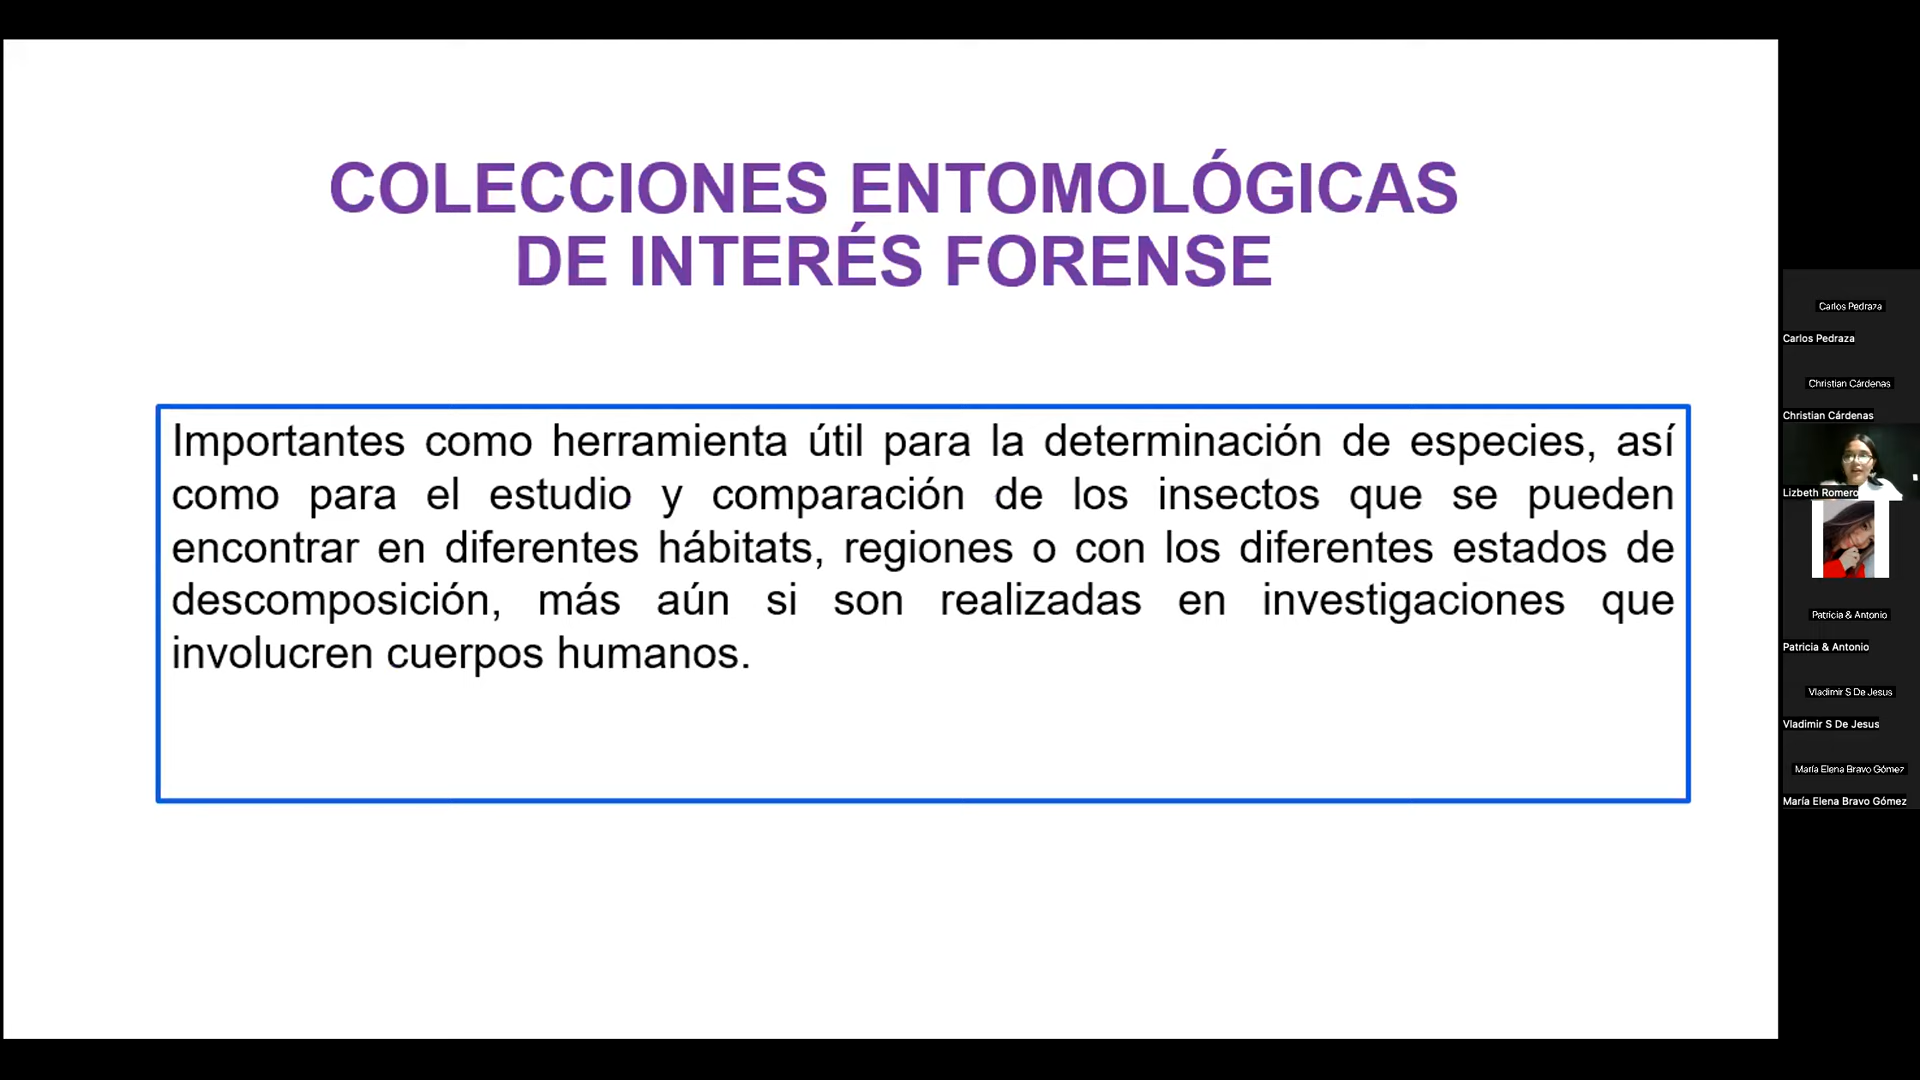 COLECCIONES ENTOMOLÓGICAS
DE INTERÉS FORENSE
Importantes como herramienta útil para la determinación de especies, así
como para el estudio y comparación de los insectos que se pueden
encontrar en diferentes hábitats, regiones o con los diferentes estados de
descomposición, más aún si son realizadas en investigaciones que
involucren cuerpos humanos.
Carlos Pedraza
Carlos Pedraza
Christian Cárdenas
Christian Cárdenas
Lizbeth Romero
Patricia & Antonio
Patricia & Antonio
Vladimir S De Jesus
Vladimir S De Jesus
María Elena Bravo Gómez
María Elena Bravo Gómez